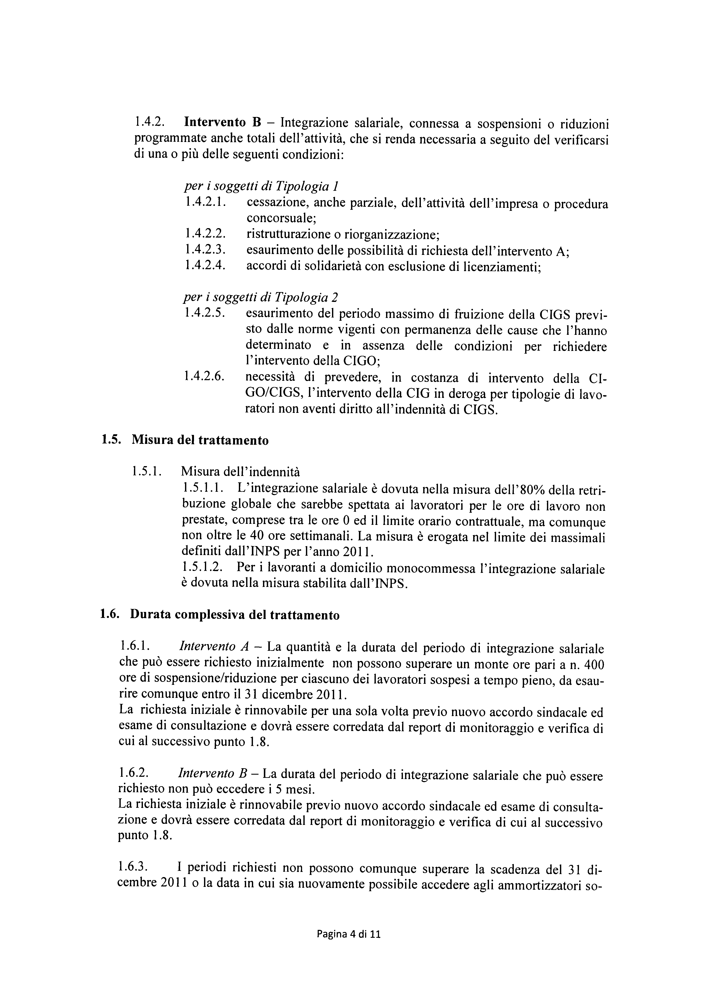 1.4.2. Intervento B – Integrazione salariale, connessa a sospensioni o riduzioni
programmate anche totali dell'attività, che si renda necessaria a seguito del verificarsi
di una o più delle seguenti condizioni:
per i soggetti di Tipologia 1
1.4.2.1. cessazione, anche parziale, dell'attività dell'impresa o procedura
concorsuale;
1.4.2.2. ristrutturazione o riorganizzazione;
1.4.2.3. esaurimento delle possibilità di richiesta dell'intervento A;
1.4.2.4. accordi di solidarietà con esclusione di licenziamenti;
per i soggetti di Tipologia 2
1.4.2.5. esaurimento del periodo massimo di fruizione della CIGS previ-
sto dalle norme vigenti con permanenza delle cause che l'hanno
determinato e in assenza delle condizioni per richiedere
l'intervento della CIGO;
1.4.2.6. necessità di prevedere, in costanza di intervento della CI-
GO/CIGS, l'intervento della CIG in deroga per tipologie di lavo-
ratori non aventi diritto all'indennità di CIGS.
1.5. Misura del trattamento
1.5.1. Misura dell'indennità
1.5.1.1. L'integrazione salariale è dovuta nella misura dell'80% della retri-
buzione globale che sarebbe spettata ai lavoratori per le ore di lavoro non
prestate, comprese tra le ore 0 ed il limite orario contrattuale, ma comunque
non oltre le 40 ore settimanali. La misura è erogata nel limite dei massimali
definiti dall'INPS per l'anno 2011.
1.5.1.2. Per i lavoranti a domicilio monocommessa l'integrazione salariale
è dovuta nella misura stabilita dall'INPS.
1.6. Durata complessiva del trattamento
1.6.1. Intervento A – La quantità e la durata del periodo di integrazione salariale
che può essere richiesto inizialmente non possono superare un monte ore pari a n. 400
ore di sospensione/riduzione per ciascuno dei lavoratori sospesi a tempo pieno, da esau-
rire comunque entro il 31 dicembre 2011.
La richiesta iniziale è rinnovabile per una sola volta previo nuovo accordo sindacale ed
esame di consultazione e dovrà essere corredata dal report di monitoraggio e verifica di
cui al successivo punto 1.8.
1.6.2. Intervento B – La durata del periodo di integrazione salariale che può essere
richiesto non può eccedere i 5 mesi.
La richiesta iniziale è rinnovabile previo nuovo accordo sindacale ed esame di consulta-
zione e dovrà essere corredata dal report di monitoraggio e verifica di cui al successivo
punto 1.8.
1.6.3. I periodi richiesti non possono comunque superare la scadenza del 31 di-
cembre 2011 o la data in cui sia nuovamente possibile accedere agli ammortizzatori so-
Pagina 4 di 11